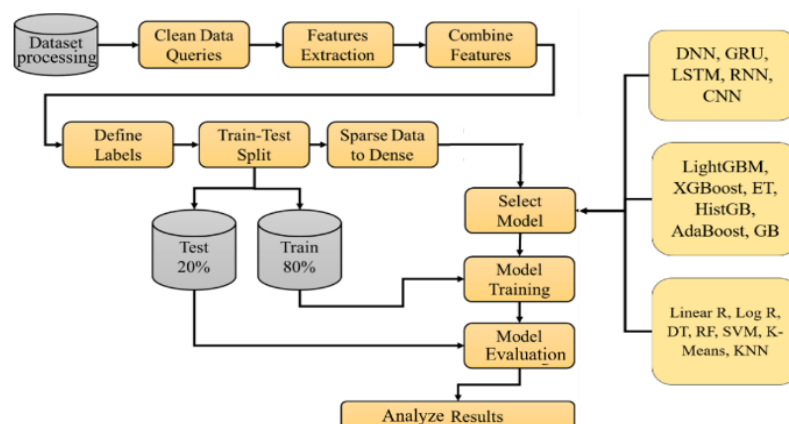 Dataset
processing
Clean Data
Queries
Features
Extraction
Combine
Features
DNN, GRU,
LSTM, RNN,
CNN
Define
Labels
Train-Test
Split
Sparse Data
to Dense
LightGBM,
XGBoost, ET,
HistGB,
AdaBoost, GB
Select
Model
Test
20%
Train
80%
Model
Training
Linear R, Log R,
DT, RF, SVM, K-
Means, KNN
Model
Evaluation
Analyze Results